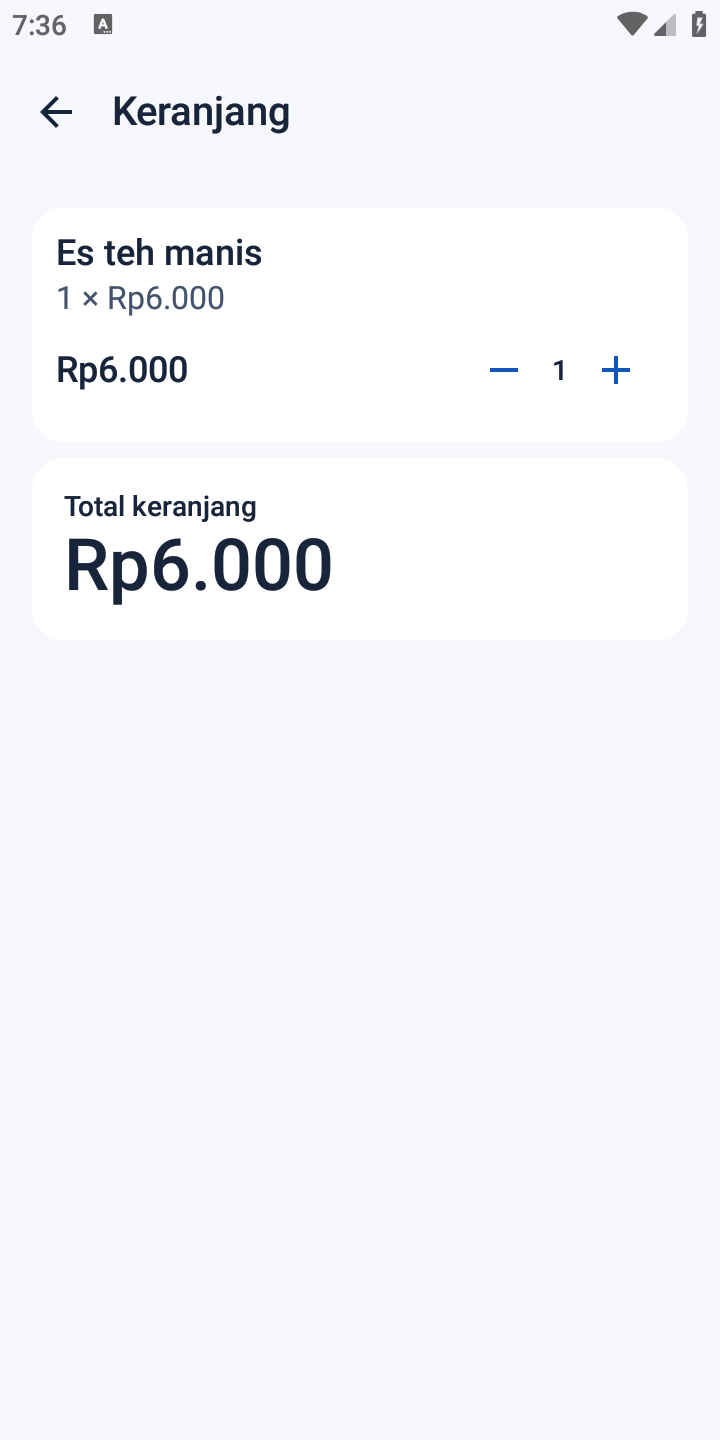 7:36
Keranjang
Es teh manis
1 × Rp6.000
Rp6.000
1
Total keranjang
Rp6.000